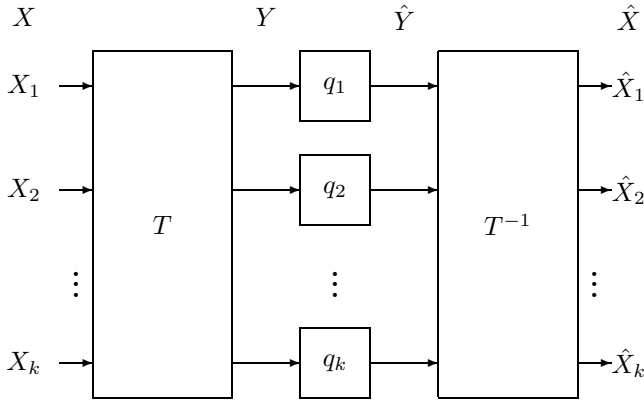 X Y Ŷ X̂
X₁ q₁ X̂₁
X₂ q₂ X̂₂
T T⁻¹
⋮ ⋮ ⋮
Xₖ qₖ X̂ₖ